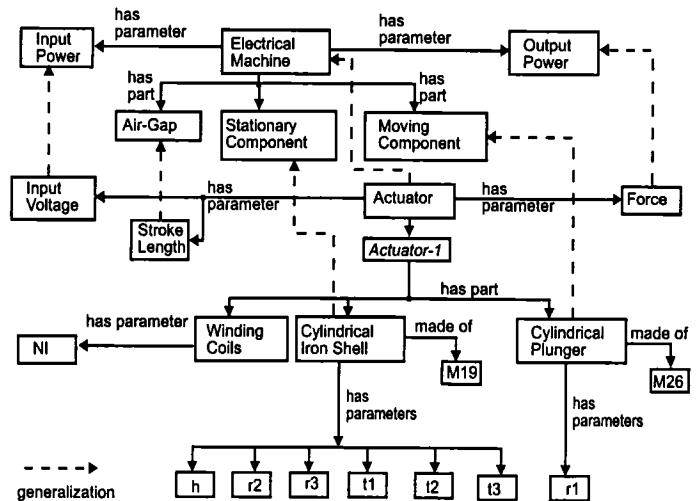 Input
Power
has
parameter
Electrical
Machine
has
parameter
Output
Power
has
part
has
part
Air-Gap
Stationary
Component
Moving
Component
Input
Voltage
has
parameter
Actuator
has
parameter
Force
Stroke
Length
Actuator-1
has part
has parameter
Winding
Coils
Cylindrical
Iron Shell
made of
Cylindrical
Plunger
made of
NI
M19
M26
has
parameters
has
parameters
generalization
h
r2
r3
t1
t2
t3
r1